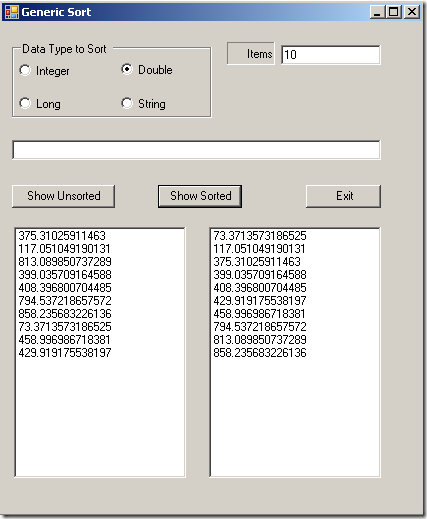 Generic Sort
Data Type to Sort
Integer
Double
Long
String
Items
10
Show Unsorted
Show Sorted
Exit
375.31025911463
117.051049190131
813.089850737289
399.035709164588
408.396800704485
794.537218657572
858.235683226136
73.3713573186525
458.996986718381
429.919175538197
73.3713573186525
117.051049190131
375.31025911463
399.035709164588
408.396800704485
429.919175538197
458.996986718381
794.537218657572
813.089850737289
858.235683226136